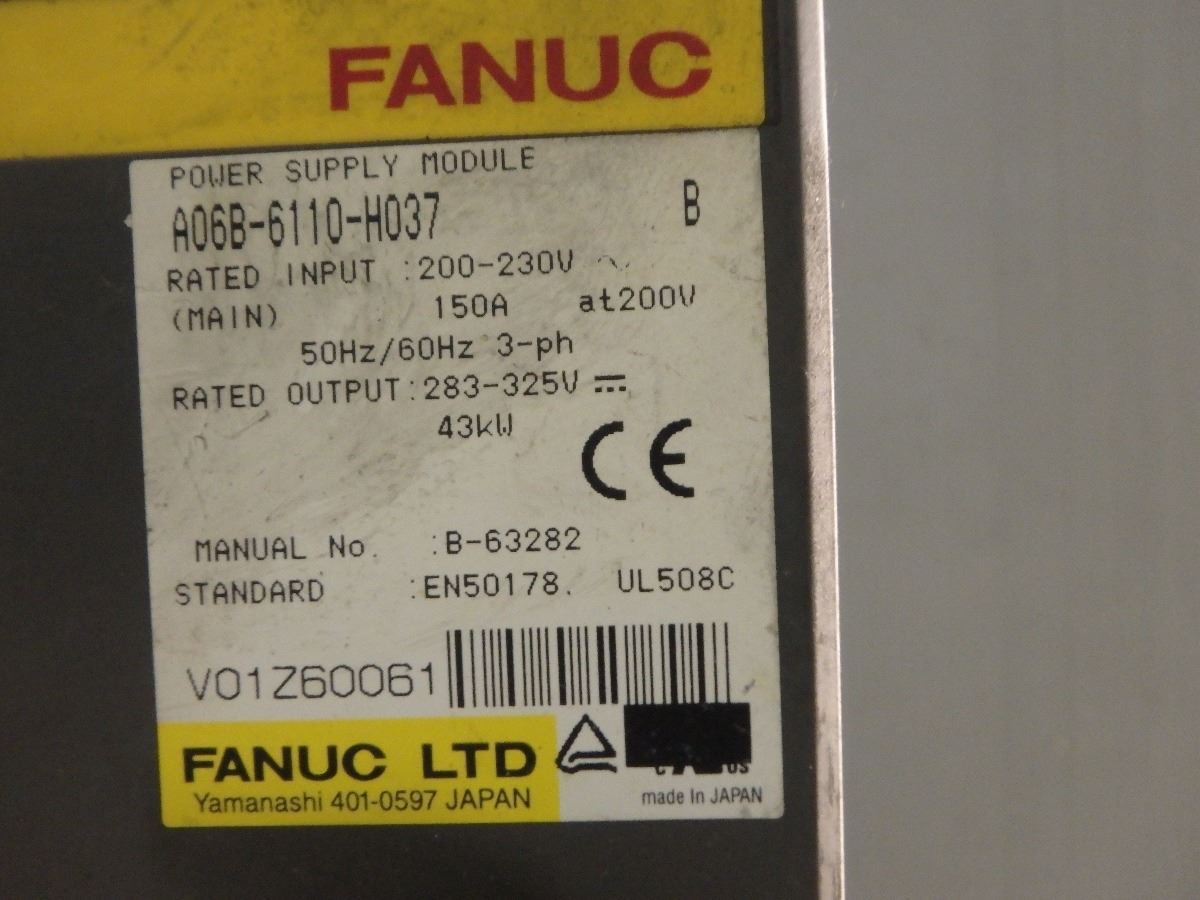 FANUC
POWER SUPPLY MODULE
A06B-6110-H037 B
RATED INPUT :200-230V ~
(MAIN) 150A at200V
50Hz/60Hz 3-ph
RATED OUTPUT:283-325V ⎓
43kW
CE
MANUAL No. :B-63282
STANDARD :EN50178. UL508C
V01Z60061
FANUC LTD
Yamanashi 401-0597 JAPAN
US
made In JAPAN